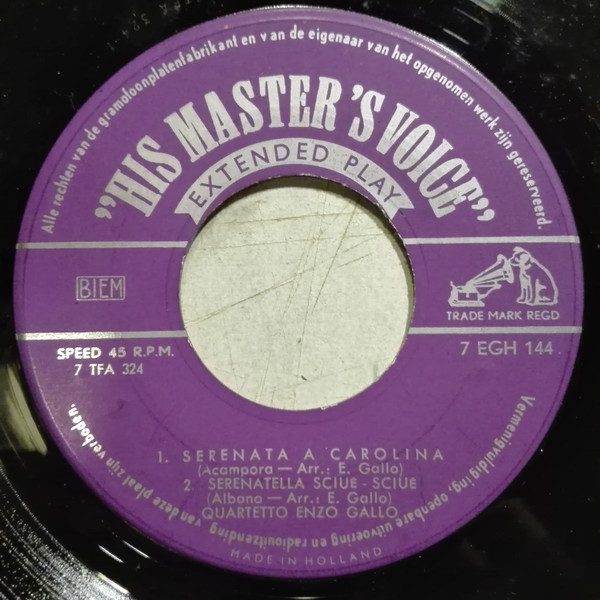 Alle rechten van de gramofoonplatenfabrikant en van de eigenaar van het opgenomen werk zijn gereserveerd.
"HIS MASTER'S VOICE"
EXTENDED PLAY
BIEM
TRADE MARK REGD
SPEED 45 R.P.M.
7 TFA 324
7 EGH 144
1. SERENATA A CAROLINA
(Acampora — Arr.: E. Gallo)
2. SERENATELLA SCIUE - SCIUE
(Albano — Arr.: E. Gallo)
QUARTETTO ENZO GALLO
Vermenigvuldiging, openbare uitvoering en radiouitzending van deze plaat zijn verboden.
MADE IN HOLLAND